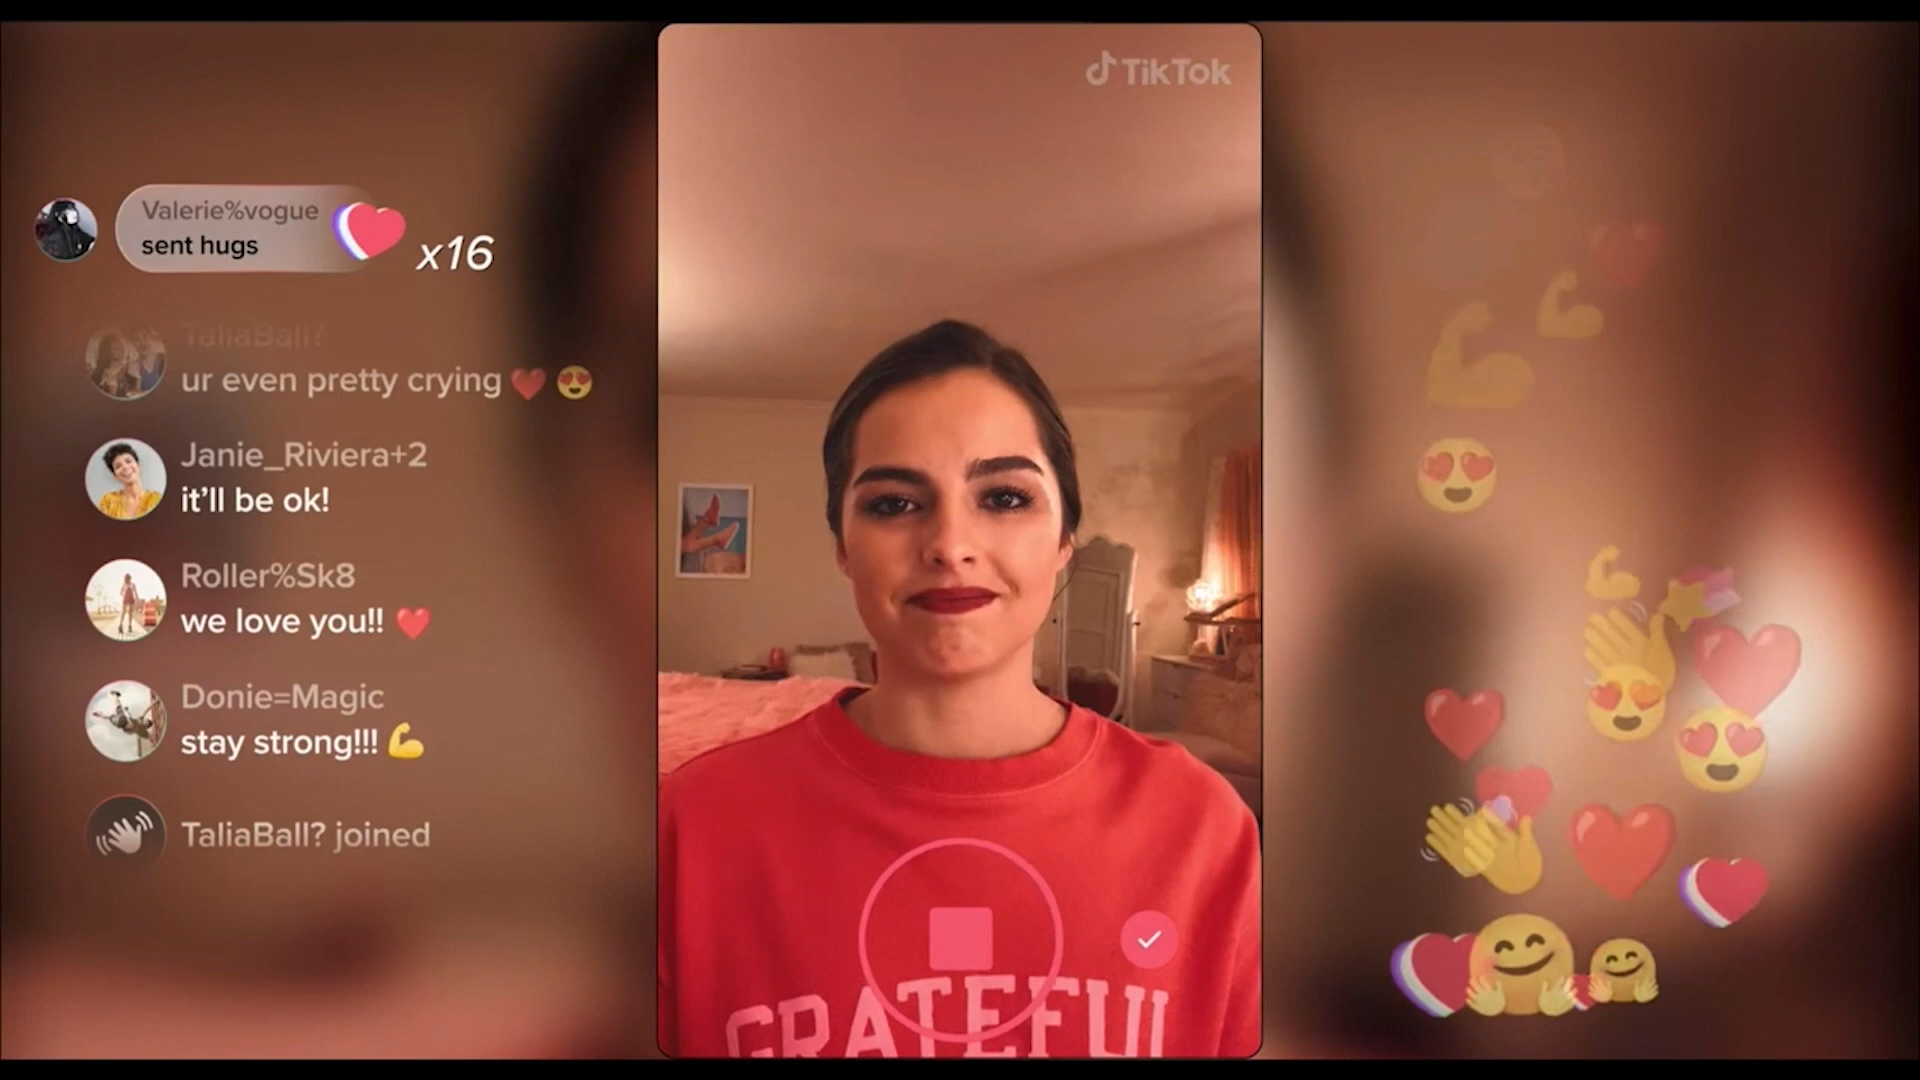 TikTok
Valerie%vogue
sent hugs
x16
TaliaBall?
ur even pretty crying
Janie_Riviera+2
it'll be ok!
Roller%Sk8
we love you!!
Donie=Magic
stay strong!!!
TaliaBall? joined
GRATEFUL